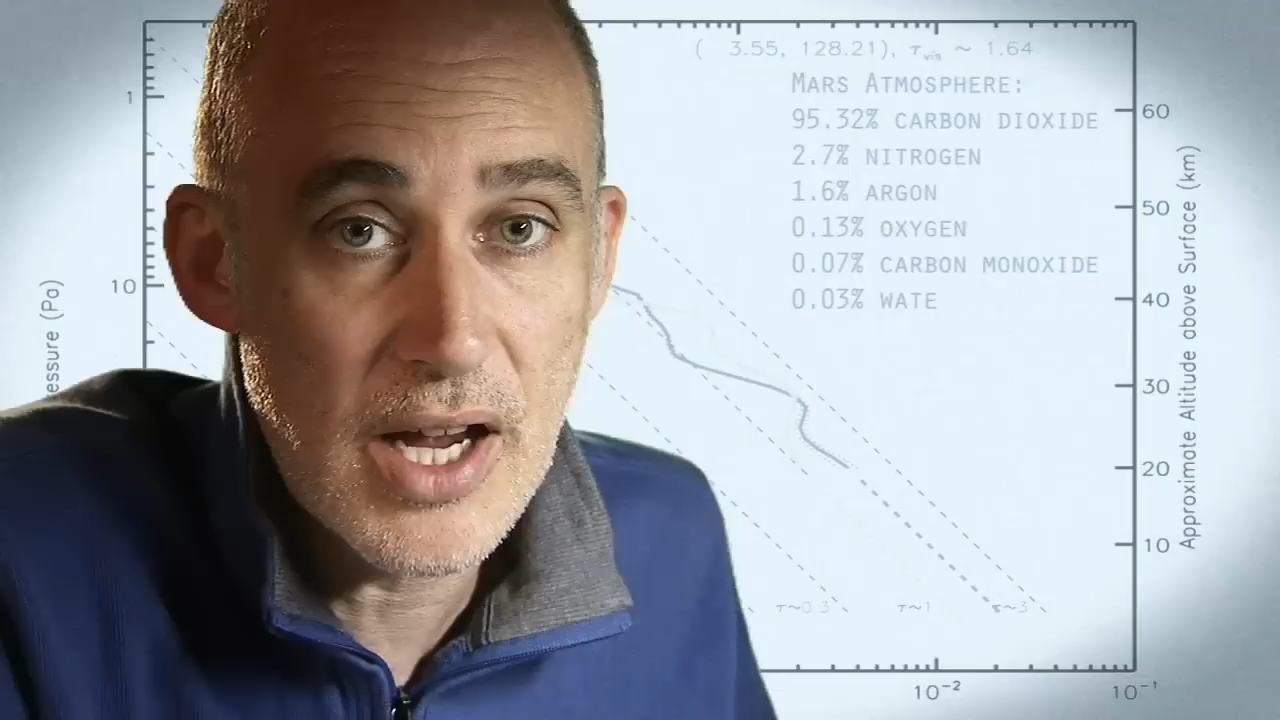 ( 3.55, 128.21), τvis ~ 1.64
MARS ATMOSPHERE:
95.32% CARBON DIOXIDE
2.7% NITROGEN
1.6% ARGON
0.13% OXYGEN
0.07% CARBON MONOXIDE
0.03% WATE
1
10
essure (Pa)
60
50
40
30
20
10
Approximate Altitude above Surface (km)
τ~0.3
τ~1
τ~3
10⁻²
10⁻¹